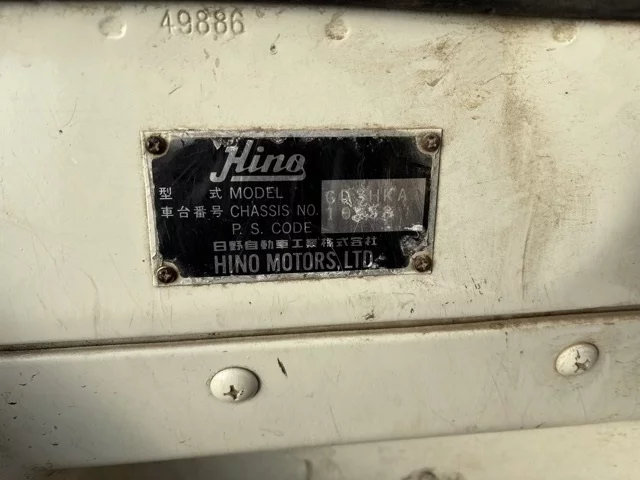 49886
Hino
型式 MODEL GD3HKA
車台番号 CHASSIS NO.
P. S. CODE
日野自動車工業株式会社
HINO MOTORS, LTD.